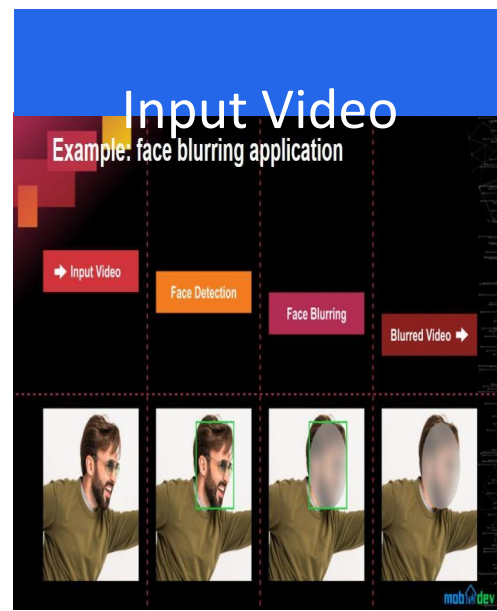 Input Video
Example: face blurring application
Input Video
Face Detection
Face Blurring
Blurred Video
mobidev